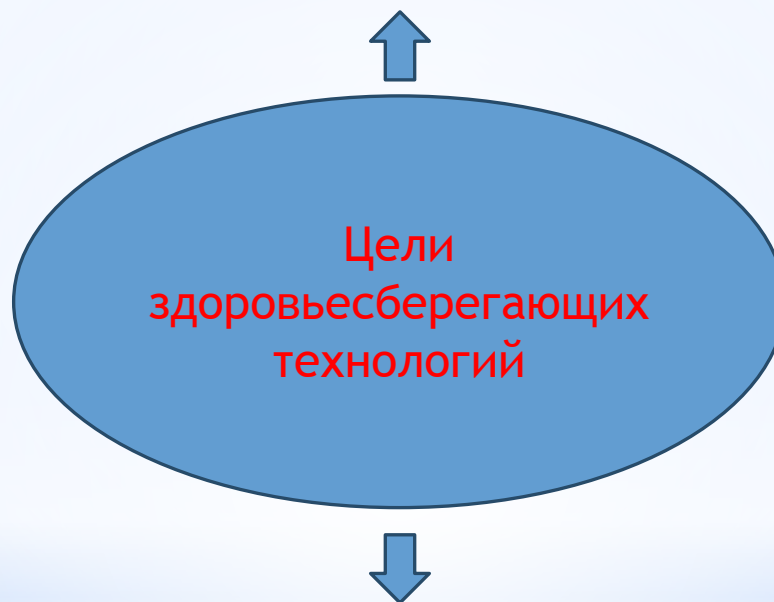 Цели
здоровьесберегающих
технологий